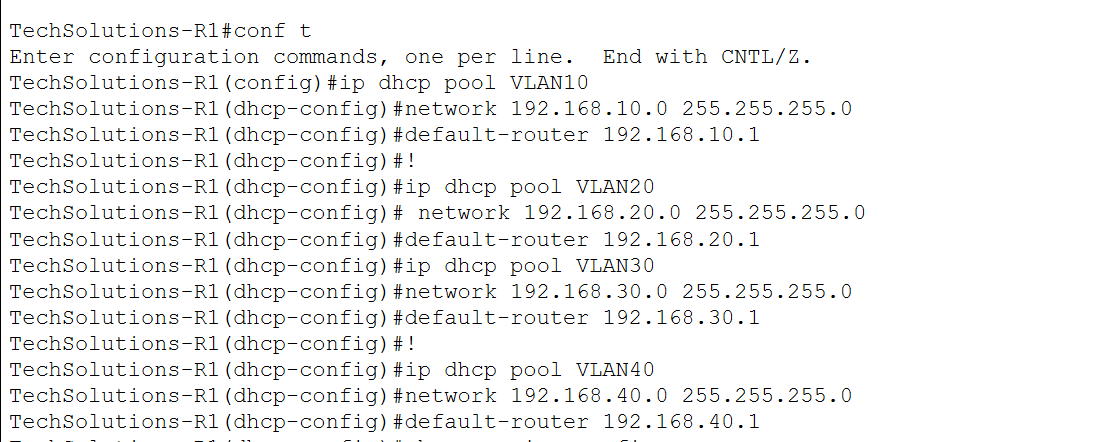 TechSolutions-R1#conf t
Enter configuration commands, one per line.  End with CNTL/Z.
TechSolutions-R1(config)#ip dhcp pool VLAN10
TechSolutions-R1(dhcp-config)#network 192.168.10.0 255.255.255.0
TechSolutions-R1(dhcp-config)#default-router 192.168.10.1
TechSolutions-R1(dhcp-config)#!
TechSolutions-R1(dhcp-config)#ip dhcp pool VLAN20
TechSolutions-R1(dhcp-config)# network 192.168.20.0 255.255.255.0
TechSolutions-R1(dhcp-config)#default-router 192.168.20.1
TechSolutions-R1(dhcp-config)#ip dhcp pool VLAN30
TechSolutions-R1(dhcp-config)#network 192.168.30.0 255.255.255.0
TechSolutions-R1(dhcp-config)#default-router 192.168.30.1
TechSolutions-R1(dhcp-config)#!
TechSolutions-R1(dhcp-config)#ip dhcp pool VLAN40
TechSolutions-R1(dhcp-config)#network 192.168.40.0 255.255.255.0
TechSolutions-R1(dhcp-config)#default-router 192.168.40.1